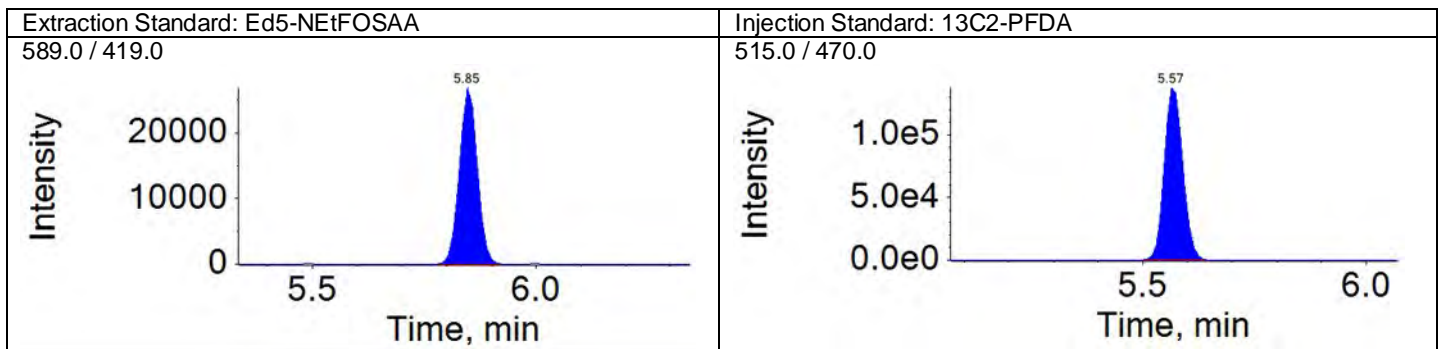 Extraction Standard: Ed5-NEtFOSAA
589.0 / 419.0
5.85
Intensity
20000
10000
0
5.5
6.0
Time, min
Injection Standard: 13C2-PFDA
515.0 / 470.0
5.57
Intensity
1.0e5
5.0e4
0.0e0
5.5
6.0
Time, min